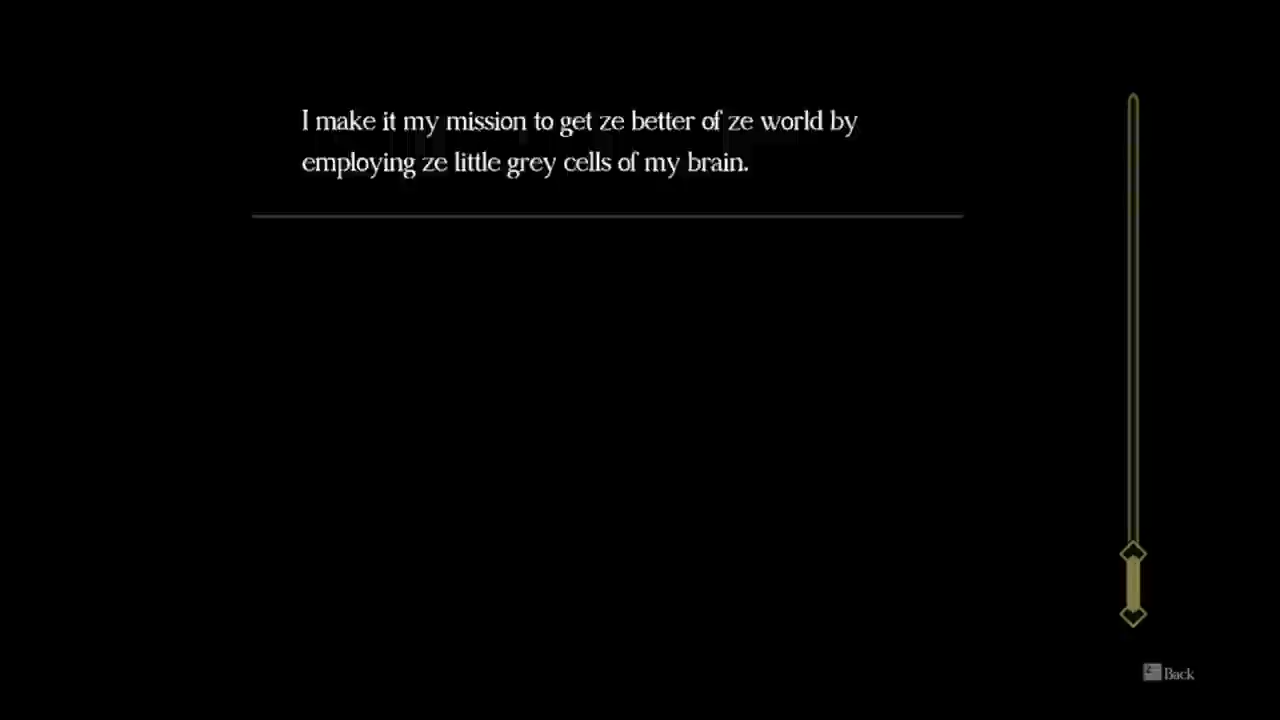 I make it my mission to get ze better of ze world by
employing ze little grey cells of my brain.
Back